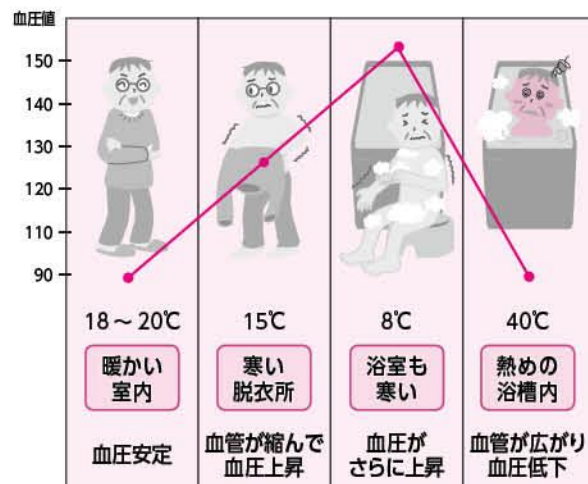 血圧値
150
140
130
120
110
90
18～20℃
暖かい
室内
血圧安定
15℃
寒い
脱衣所
血管が縮んで
血圧上昇
8℃
浴室も
寒い
血圧が
さらに上昇
40℃
熱めの
浴槽内
血管が広がり
血圧低下